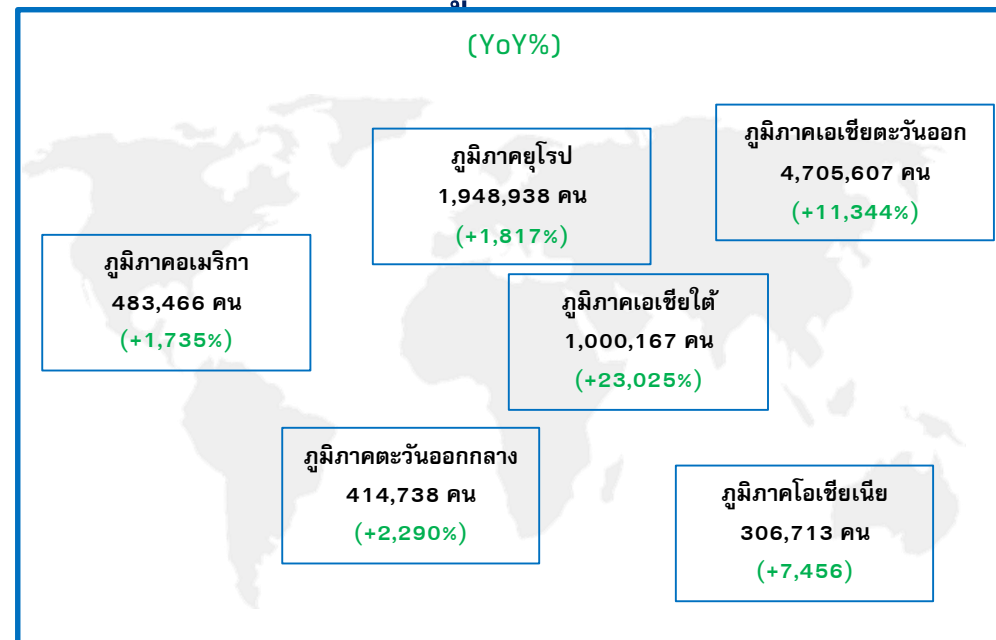 (YoY%)
ภูมิภาคเอเชียตะวันออก
4,705,607 คน
(+11,344%)
ภูมิภาคยุโรป
1,948,938 คน
(+1,817%)
ภูมิภาคอเมริกา
483,466 คน
(+1,735%)
ภูมิภาคเอเชียใต้
1,000,167 คน
(+23,025%)
ภูมิภาคตะวันออกกลาง
414,738 คน
(+2,290%)
ภูมิภาคโอเชียเนีย
306,713 คน
(+7,456)